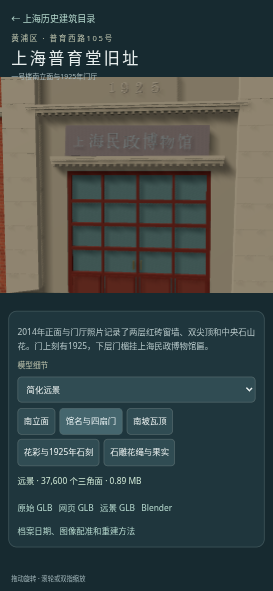 ← 上海历史建筑目录
黄浦区 · 普育西路105号
上海普育堂旧址
一号楼南立面与1925年门厅
1925
上海民政博物馆
2014年正面与门厅照片记录了两层红砖窗墙、双尖顶和中央石山
花。门上刻有1925，下层门楣挂上海民政博物馆匾。
模型细节
简化远景
南立面
馆名与四扇门
南坡瓦顶
花彩与1925年石刻
石雕花绳与果实
远景 · 37,600 个三角面 · 0.89 MB
原始 GLB 网页 GLB 远景 GLB Blender
档案日期、图像配准和重建方法
拖动旋转 · 滚轮或双指缩放